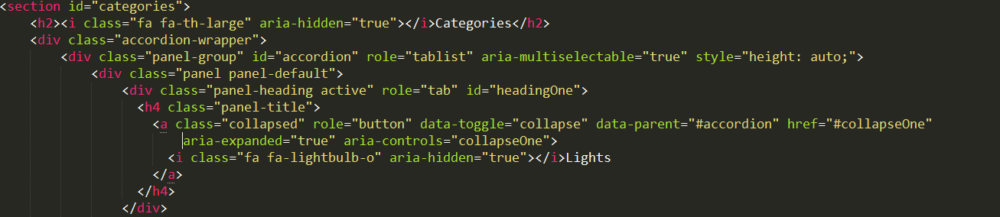 <section id="categories">
<h2><i class="fa fa-th-large" aria-hidden="true"></i>Categories</h2>
<div class="accordion-wrapper">
<div class="panel-group" id="accordion" role="tablist" aria-multiselectable="true" style="height: auto;">
<div class="panel panel-default">
<div class="panel-heading active" role="tab" id="headingOne">
<h4 class="panel-title">
<a class="collapsed" role="button" data-toggle="collapse" data-parent="#accordion" href="#collapseOne"
aria-expanded="true" aria-controls="collapseOne">
<i class="fa fa-lightbulb-o" aria-hidden="true"></i>Lights
</a>
</h4>
</div>